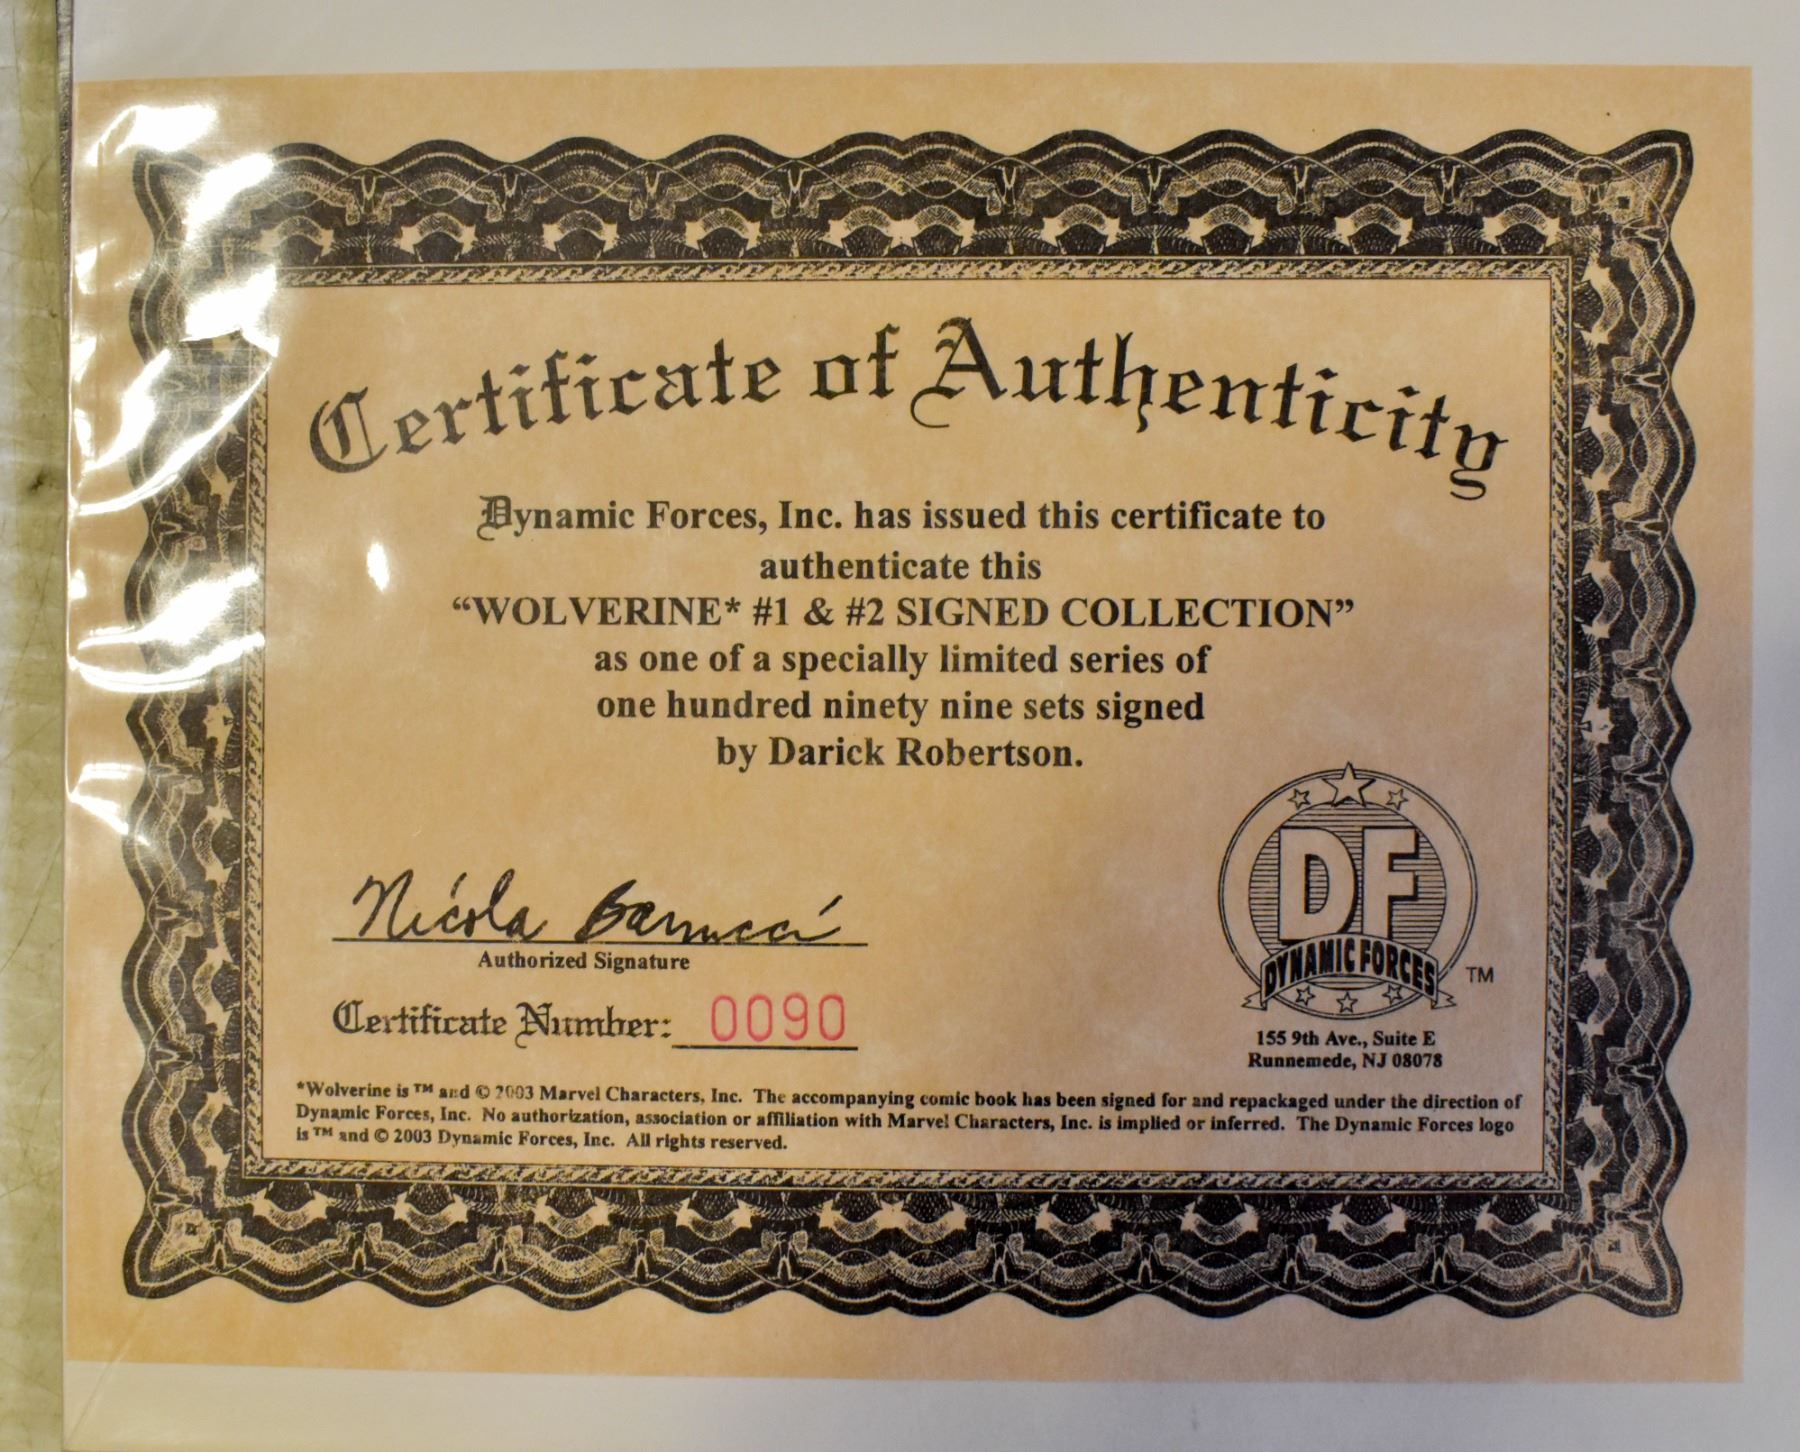 Certificate of Authenticity
Dynamic Forces, Inc. has issued this certificate to
authenticate this
“WOLVERINE* #1 & #2 SIGNED COLLECTION”
as one of a specially limited series of
one hundred ninety nine sets signed
by Darick Robertson.
Nicola Barrucci
Authorized Signature
Certificate Number: 0090
DF
DYNAMIC FORCES
TM
155 9th Ave., Suite E
Runnemede, NJ 08078
*Wolverine is ™ and © 2003 Marvel Characters, Inc. The accompanying comic book has been signed for and repackaged under the direction of
Dynamic Forces, Inc. No authorization, association or affiliation with Marvel Characters, Inc. is implied or inferred. The Dynamic Forces logo
is ™ and © 2003 Dynamic Forces, Inc. All rights reserved.